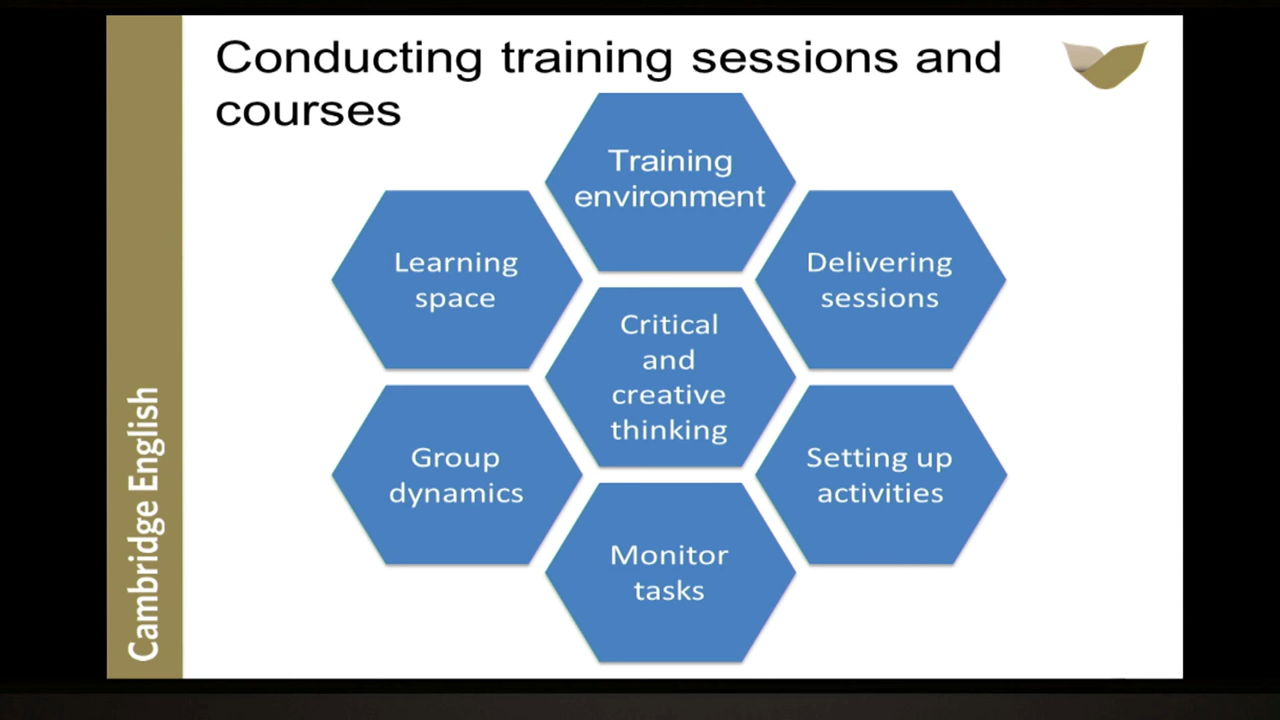 Conducting training sessions and
courses
Training
environment
Learning
space
Delivering
sessions
Critical
and
creative
thinking
Group
dynamics
Setting up
activities
Monitor
tasks
Cambridge English